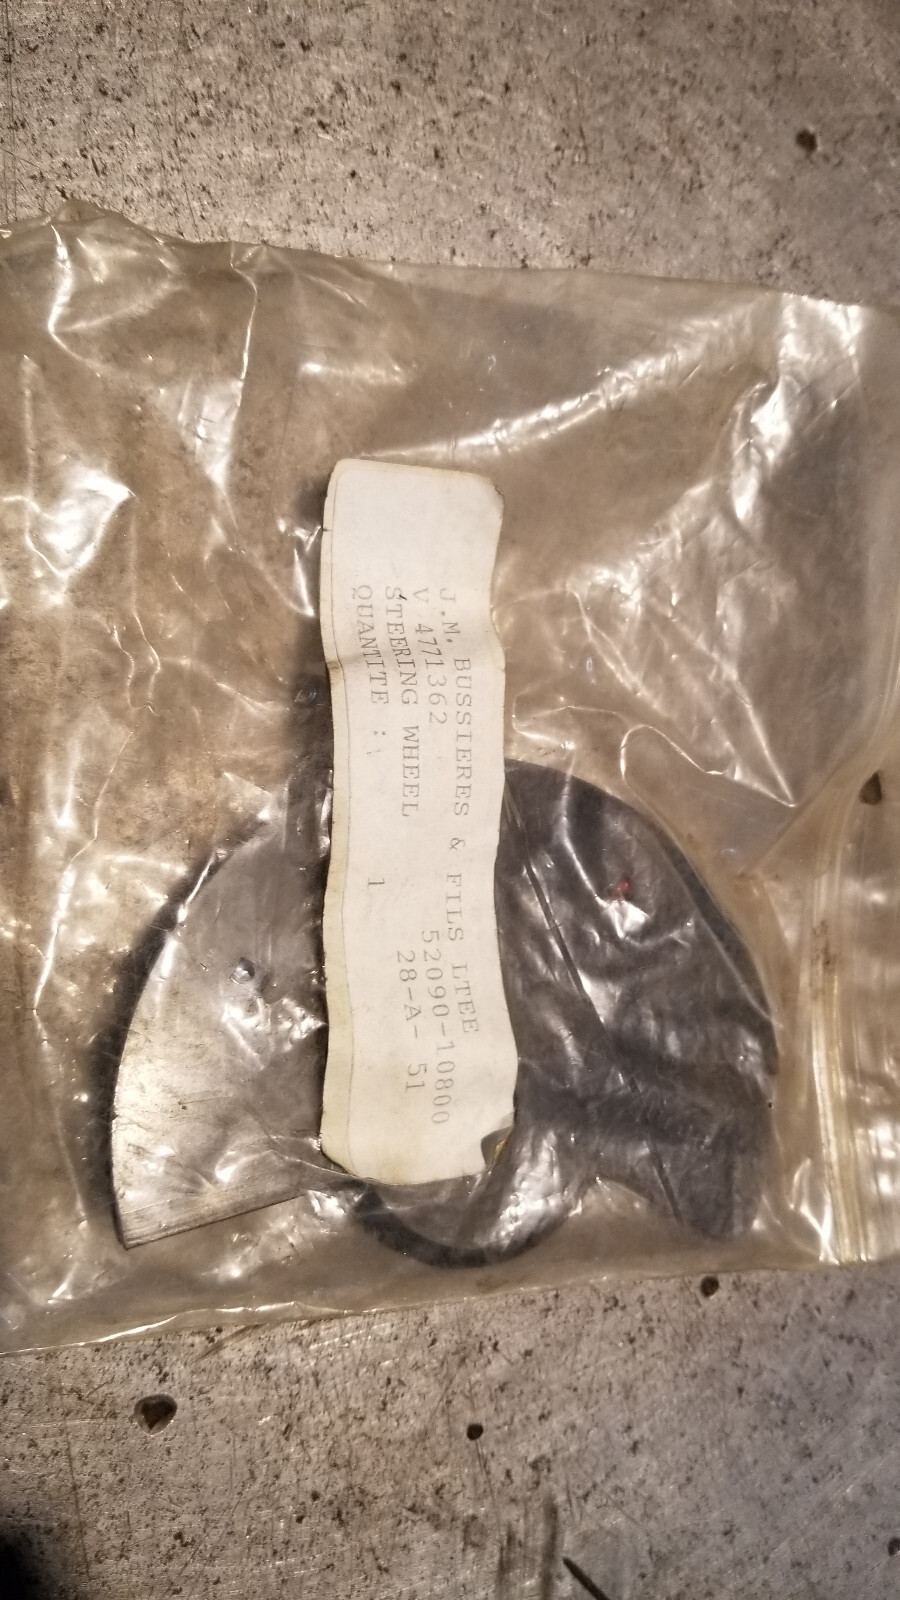 J.M. BUSSIERES & FILS LTEE
V 4771362 52090-10800
STEERING WHEEL 28-A- 51
QUANTITE : 1